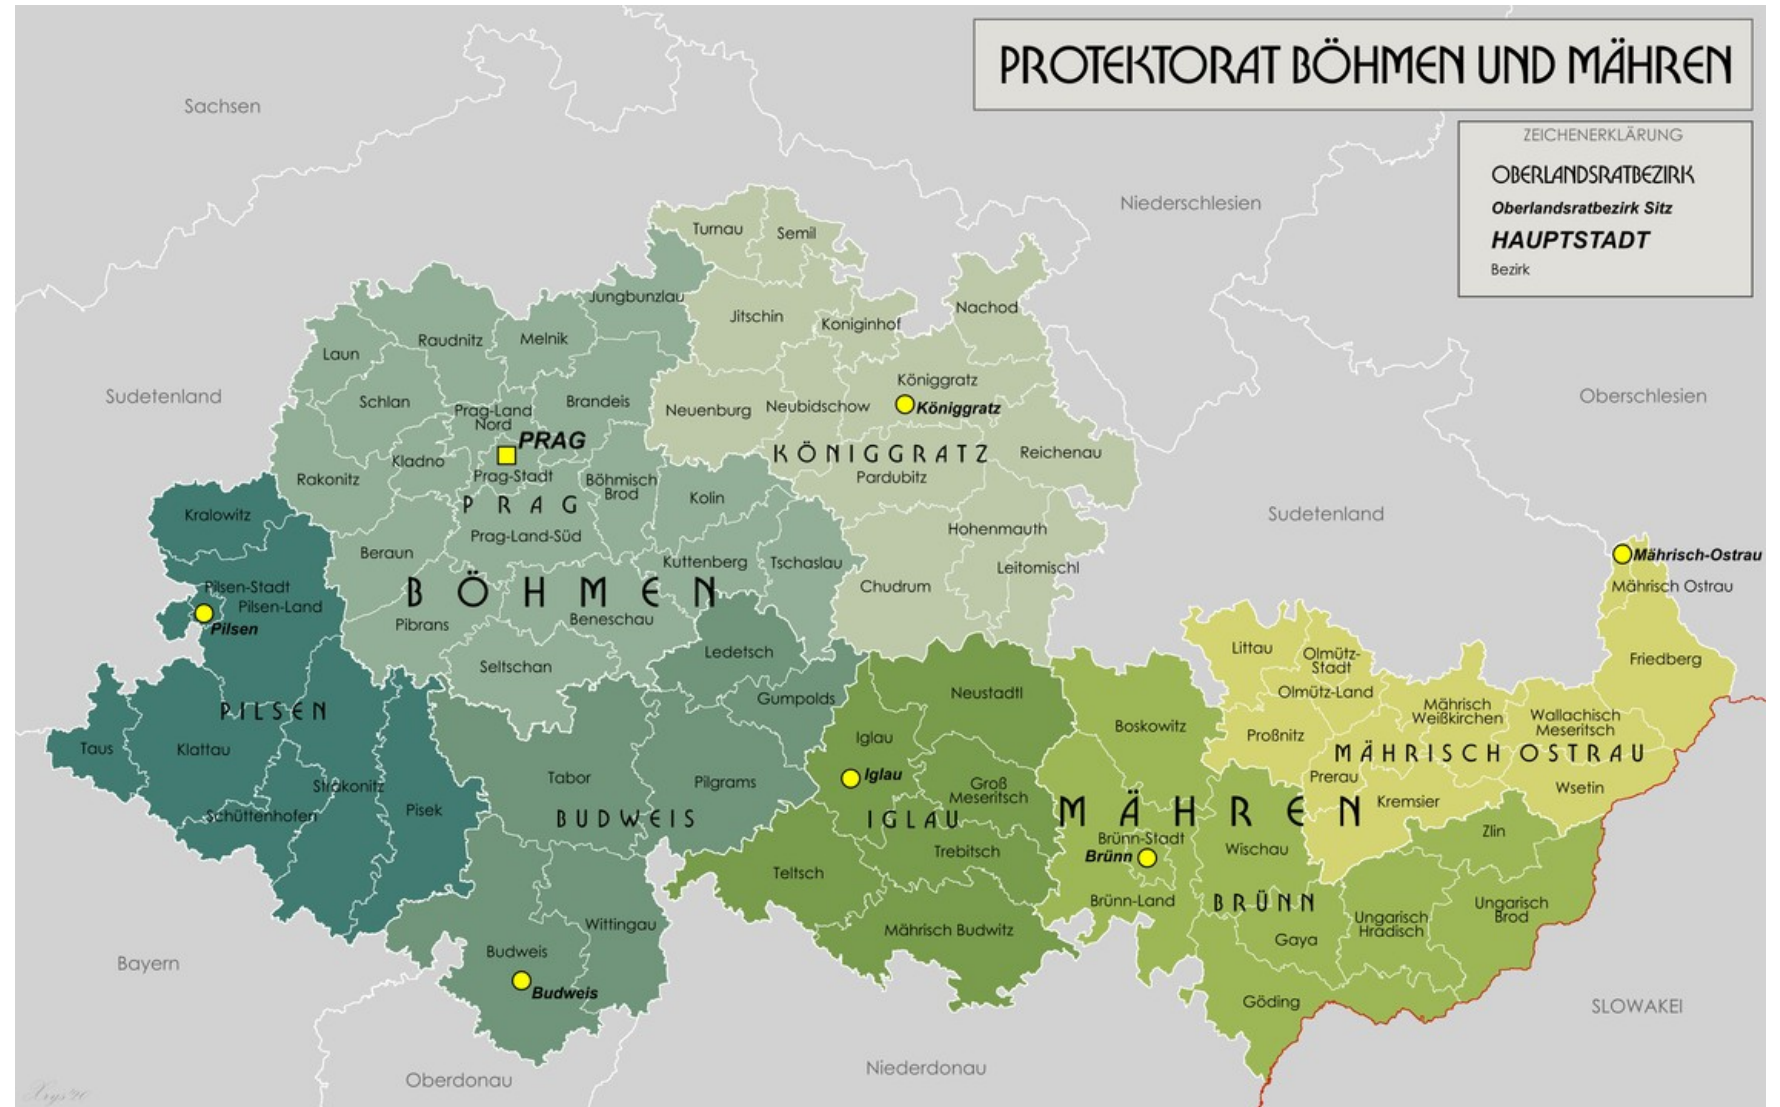 PROTEKTORAT BÖHMEN UND MÄHREN
ZEICHENERKLÄRUNG
OBERLANDSRATBEZIRK
Oberlandsratbezirk Sitz
HAUPTSTADT
Bezirk
Sachsen
Niederschlesien
Sudetenland
Oberschlesien
Sudetenland
Bayern
Oberdonau
Niederdonau
SLOWAKEI
BÖHMEN
MÄHREN
KÖNIGGRATZ
Turnau
Semil
Jitschin
Koniginhof
Nachod
Königgratz
Königgratz
Neuenburg
Neubidschow
Reichenau
Pardubitz
Hohenmauth
Leitomischl
Chudrum
PRAG
PRAG
Jungbunzlau
Raudnitz
Melnik
Laun
Schlan
Prag-Land
Nord
Brandeis
Kladno
Rakonitz
Prag-Stadt
Böhmisch
Brod
Kolin
Prag-Land-Süd
Beraun
Kuttenberg
Tschaslau
Pibrans
Beneschau
Seltschan
PILSEN
Kralowitz
Pilsen-Stadt
Pilsen-Land
Pilsen
Taus
Klattau
Strakonitz
Schüttenhofen
Pisek
BUDWEIS
Ledetsch
Gumpolds
Tabor
Pilgrams
Wittingau
Budweis
Budweis
IGLAU
Neustadtl
Iglau
Iglau
Groß
Meseritsch
Trebitsch
Teltsch
Mährisch Budwitz
BRÜNN
Boskowitz
Brünn-Stadt
Brünn
Brünn-Land
Wischau
Gaya
Göding
Ungarisch
Hradisch
Ungarisch
Brod
Zlin
MÄHRISCH OSTRAU
Mährisch-Ostrau
Mährisch Ostrau
Friedberg
Littau
Olmütz-
Stadt
Olmütz-Land
Proßnitz
Mährisch
Weißkirchen
Wallachisch
Meseritsch
Prerau
Kremsier
Wsetin